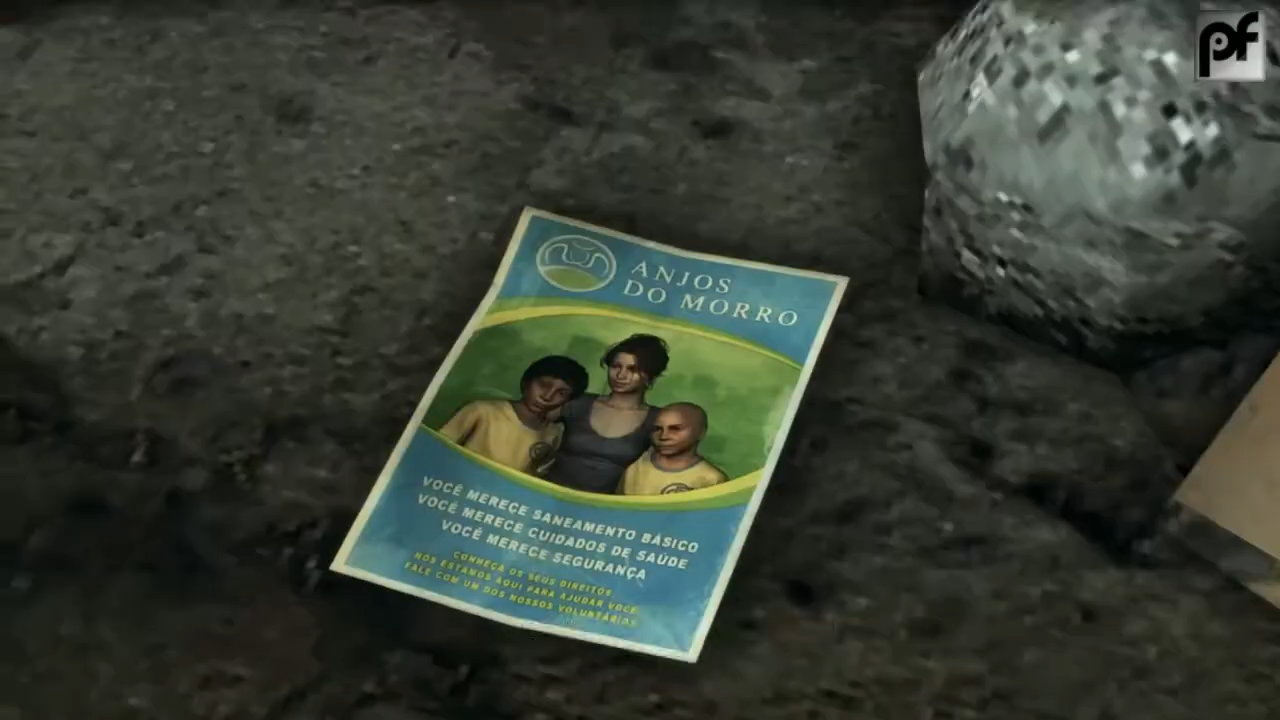 pf
ANJOS
DO MORRO
VOCÊ MERECE SANEAMENTO BÁSICO
VOCÊ MERECE CUIDADOS DE SAÚDE
VOCÊ MERECE SEGURANÇA
CONHEÇA OS SEUS DIREITOS
NÓS ESTAMOS AQUI PARA AJUDAR VOCÊ
FALE COM UM DOS NOSSOS VOLUNTÁRIOS